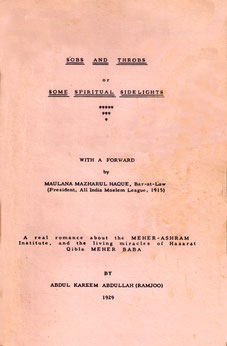 SOBS AND THROBS
or
SOME SPIRITUAL SIDELIGHTS
*****
***
*
WITH A FORWARD
by
MAULANA MAZHARUL HAQUE, Bar-at-Law
(President, All India Moslem League, 1915)
A real romance about the MEHER-ASHRAM
Institute, and the living miracles of Hazarat
Qibla MEHER BABA
BY
ABDUL KAREEM ABDULLAH (RAMJOO)
1929